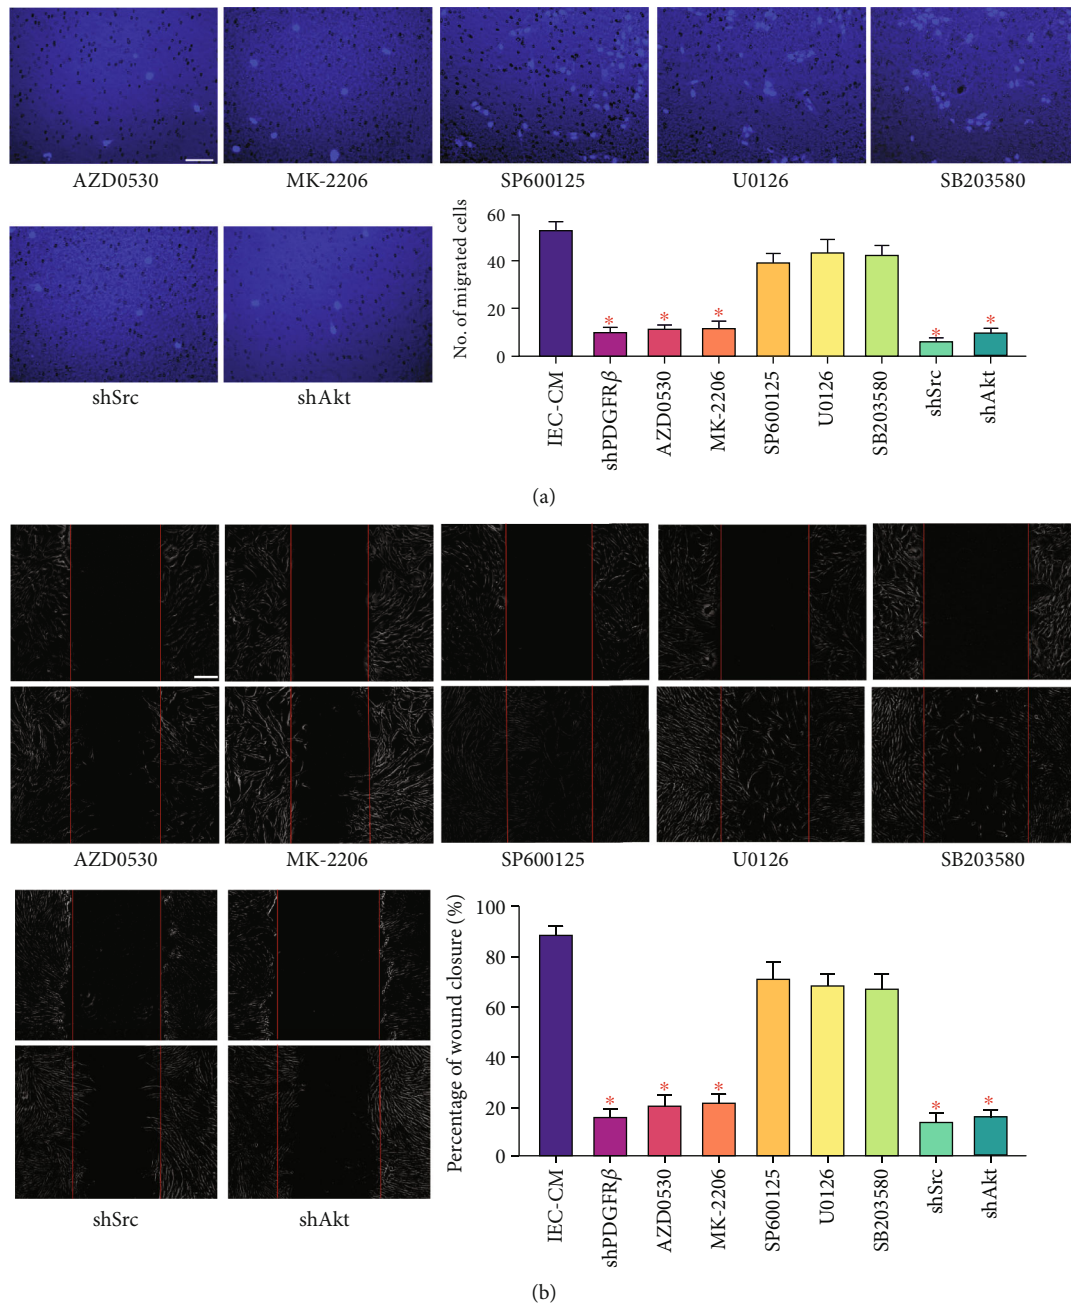 AZD0530 MK-2206 SP600125 U0126 SB203580
shSrc shAkt
No. of migrated cells
60
40
20
0
* * * * *
IEC-CM shPDGFRβ AZD0530 MK-2206 SP600125 U0126 SB203580 shSrc shAkt
(a)
AZD0530 MK-2206 SP600125 U0126 SB203580
shSrc shAkt
Percentage of wound closure (%)
100
80
60
40
20
0
* * * * *
IEC-CM shPDGFRβ AZD0530 MK-2206 SP600125 U0126 SB203580 shSrc shAkt
(b)